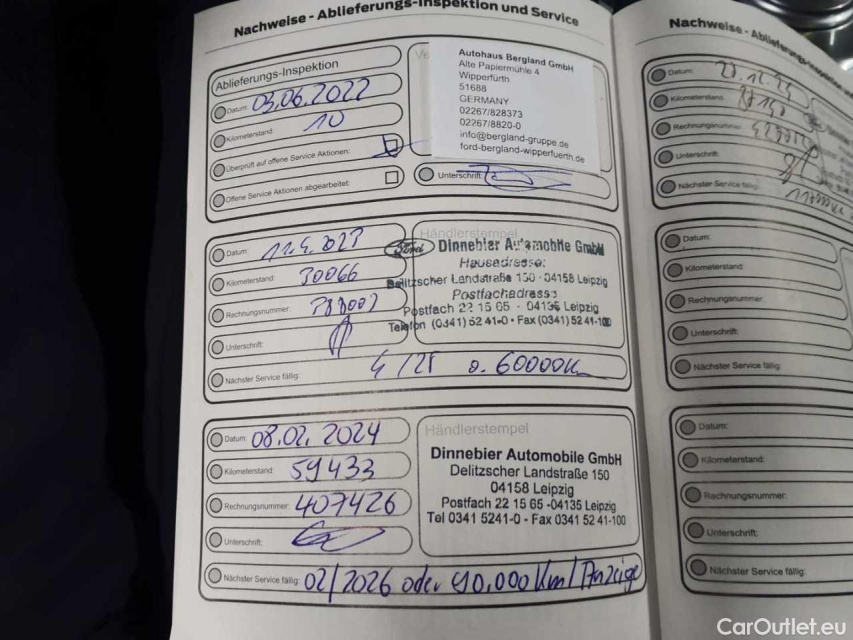 Nachweise - Ablieferungs-Inspektion und Service
Ablieferungs-Inspektion
Datum: 03.06.2022
Kilometerstand: 10
Überprüft auf offene Service Aktionen:
Offene Service Aktionen abgearbeitet:
Autohaus Bergland GmbH
Alte Papiermühle 4
Wipperfürth
51688
GERMANY
02267/828373
02267/8820-0
info@bergland-gruppe.de
ford-bergland-wipperfuerth.de
Unterschrift:
Datum:
Kilometerstand: 30066
Rechnungsnummer:
Unterschrift:
Nächster Service fällig: 4/25 o. 60000Km
Händlerstempel
Ford Dinnebier Automobile GmbH
Hausadresse:
Delitzscher Landstraße 150 · 04158 Leipzig
Postfachadresse
Postfach 22 15 65 · 04135 Leipzig
Telefon (0341) 52 41-0 • Fax (0341) 52 41-100
Datum: 08.02.2024
Kilometerstand: 59433
Rechnungsnummer: 407426
Unterschrift:
Nächster Service fällig: 02/2026 oder 90.000 Km/Anzeige
Händlerstempel
Dinnebier Automobile GmbH
Delitzscher Landstraße 150
04158 Leipzig
Postfach 22 15 65 -04135 Leipzig
Tel 0341 5241-0 - Fax 0341 52 41-100
Nachweise - Ablieferungs-Inspektion
Datum:
Kilometerstand:
Rechnungsnummer:
Unterschrift:
Nächster Service fällig:
Datum:
Kilometerstand:
Rechnungsnummer:
Unterschrift:
Nächster Service fällig:
Datum:
Kilometerstand:
Rechnungsnummer:
Unterschrift:
Nächster Service fällig:
CarOutlet.eu